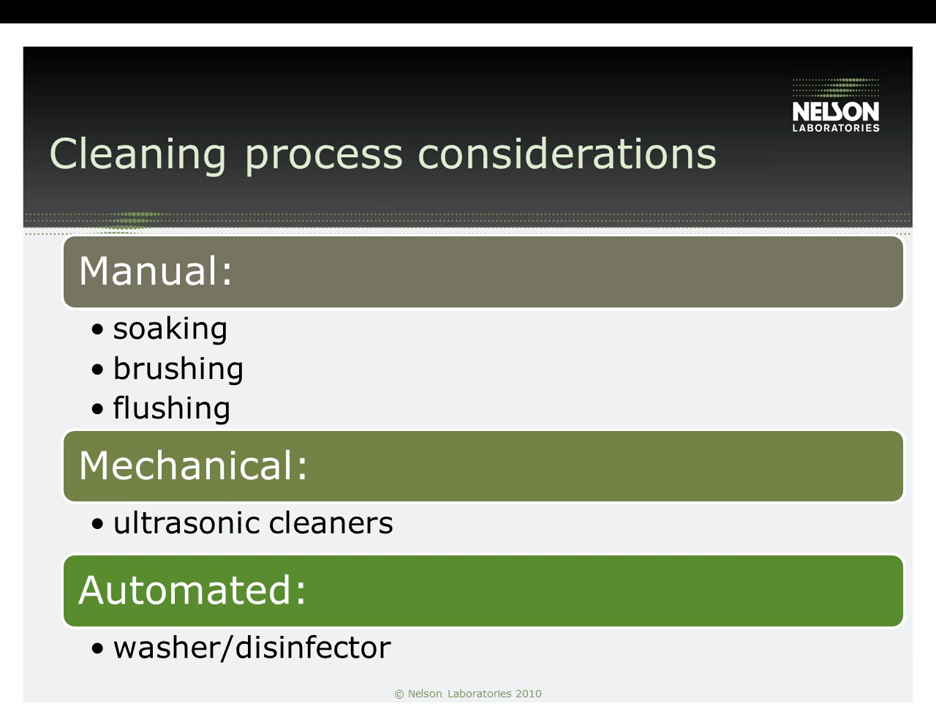 NELSON
LABORATORIES
Cleaning process considerations
Manual:
• soaking
• brushing
• flushing
Mechanical:
• ultrasonic cleaners
Automated:
• washer/disinfector
© Nelson Laboratories 2010